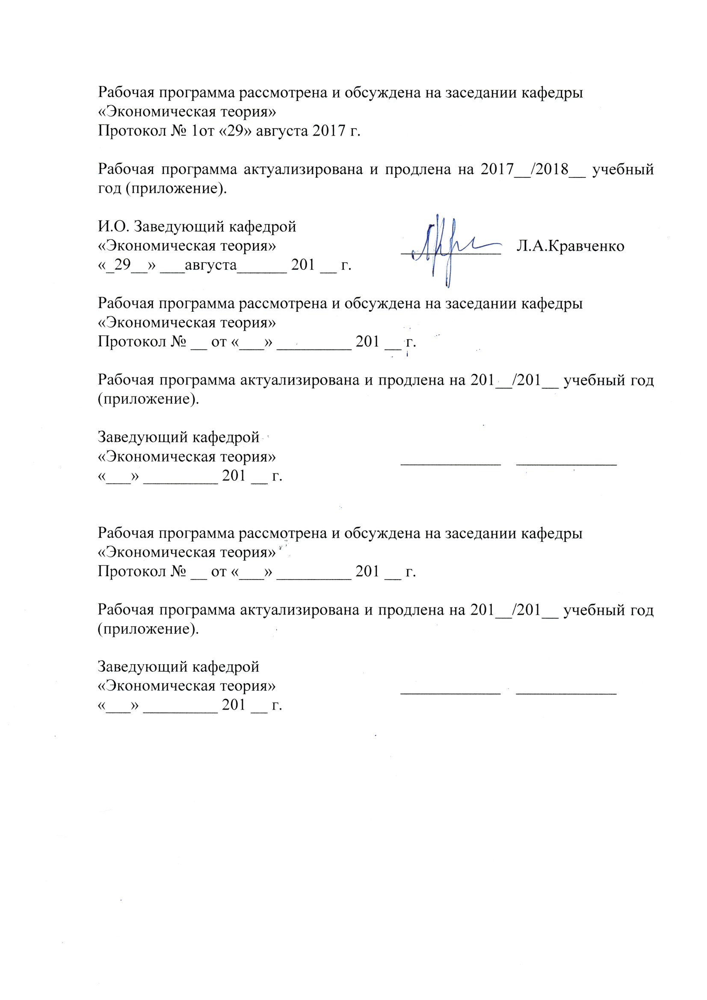 Рабочая программа рассмотрена и обсуждена на заседании кафедры
«Экономическая теория»
Протокол № 1от «29» августа 2017 г.
Рабочая программа актуализирована и продлена на 2017__/2018__ учебный
год (приложение).
И.О. Заведующий кафедрой
«Экономическая теория» ____________ Л.А.Кравченко
«_29__» ___августа______ 201 __ г.
Рабочая программа рассмотрена и обсуждена на заседании кафедры
«Экономическая теория»
Протокол № __ от «___» _________ 201 __ г.
Рабочая программа актуализирована и продлена на 201__/201__ учебный год
(приложение).
Заведующий кафедрой
«Экономическая теория» ____________ ____________
«___» _________ 201 __ г.
Рабочая программа рассмотрена и обсуждена на заседании кафедры
«Экономическая теория»
Протокол № __ от «___» _________ 201 __ г.
Рабочая программа актуализирована и продлена на 201__/201__ учебный год
(приложение).
Заведующий кафедрой
«Экономическая теория» ____________ ____________
«___» _________ 201 __ г.